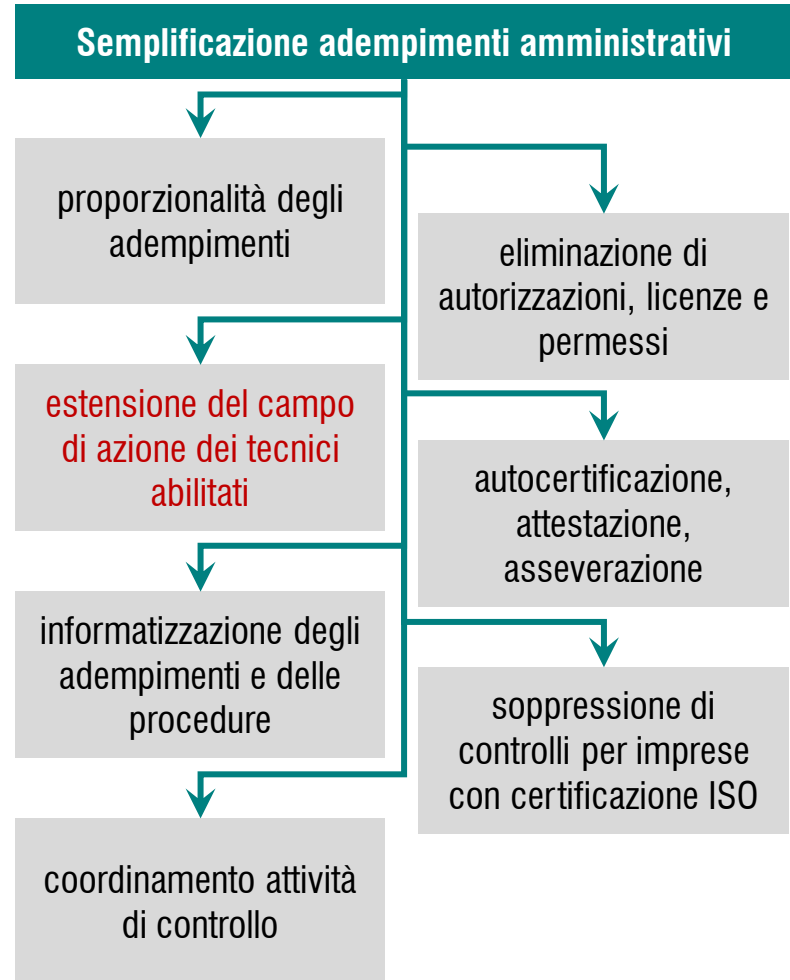 Semplificazione adempimenti amministrativi
proporzionalità degli
adempimenti
eliminazione di
autorizzazioni, licenze e
permessi
estensione del campo
di azione dei tecnici
abilitati
autocertificazione,
attestazione,
asseverazione
informatizzazione degli
adempimenti e delle
procedure
soppressione di
controlli per imprese
con certificazione ISO
coordinamento attività
di controllo